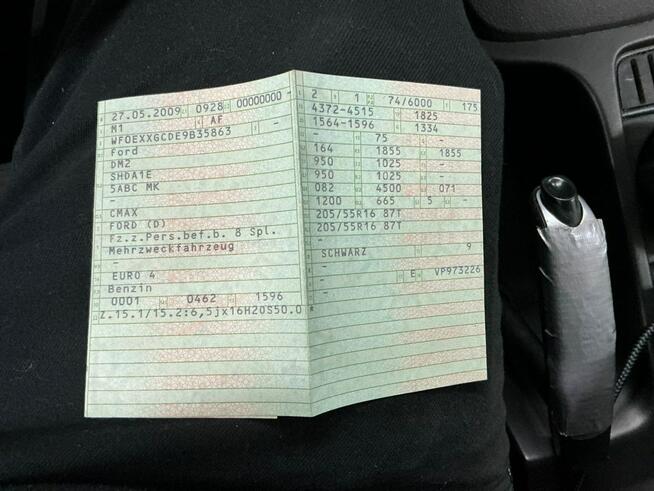 27.05.2009 0928 00000000 -
M1 AF
WF0EXXGCDE9B35863 -
Ford
DM2
SHDA1E
5ABC MK
-
CMAX
FORD (D)
Fz.z.Pers.bef.b. 8 Spl.
Mehrzweckfahrzeug
-
EURO 4
Benzin
0001 0462 1596
Z.15.1/15.2:6,5jx16H2OS50.0 *
2 1 74/6000 175
4372-4515 1825
1564-1596 1334
- 75 -
164 1855 1855
950 1025 -
950 1025 -
082 4500 071
1200 665 5 -
205/55R16 87T
205/55R16 87T
-
SCHWARZ 9
-
- E VP973226
-